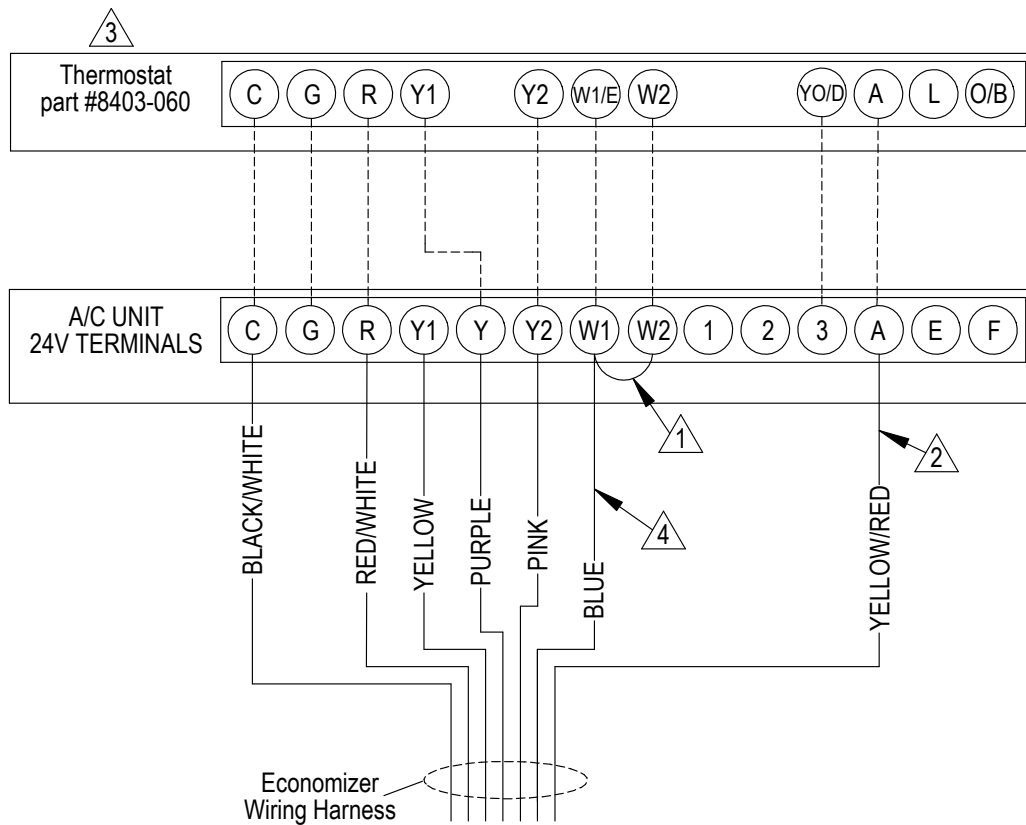 3
Thermostat
part #8403-060
C G R Y1 Y2 W1/E W2 YO/D A L O/B
A/C UNIT
24V TERMINALS
C G R Y1 Y Y2 W1 W2 1 2 3 A E F
1
2
4
BLACK/WHITE
RED/WHITE
YELLOW
PURPLE
PINK
BLUE
YELLOW/RED
Economizer
Wiring Harness